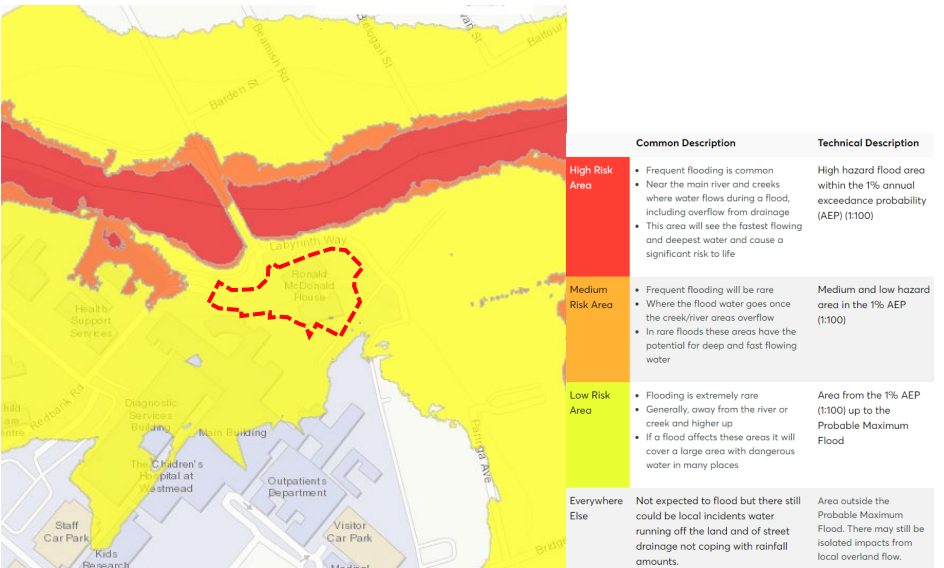 Beamish Rd
Balfour St
Barden St
Labyrinth Way
Ronald
McDonald
House
Health
Support
Services
Redbank Rd
Diagnostic
Services
Building
Main Building
The Children's
Hospital at
Westmead
Outpatients
Department
Staff
Car Park
Visitor
Car Park
Kids
Research
Common Description
Technical Description
High Risk
Area
• Frequent flooding is common
• Near the main river and creeks
where water flows during a flood,
including overflow from drainage
• This area will see the fastest flowing
and deepest water and cause a
significant risk to life
High hazard flood area
within the 1% annual
exceedance probability
(AEP) (1:100)
Medium
Risk Area
• Frequent flooding will be rare
• Where the flood water goes once
the creek/river areas overflow
• In rare floods these areas have the
potential for deep and fast flowing
water
Medium and low hazard
area in the 1% AEP
(1:100)
Low Risk
Area
• Flooding is extremely rare
• Generally, away from the river or
creek and higher up
• If a flood affects these areas it will
cover a large area with dangerous
water in many places
Area from the 1% AEP
(1:100) up to the
Probable Maximum
Flood
Everywhere
Else
Not expected to flood but there still
could be local incidents water
running off the land and of street
drainage not coping with rainfall
amounts.
Area outside the
Probable Maximum
Flood. There may still be
isolated impacts from
local overland flow.